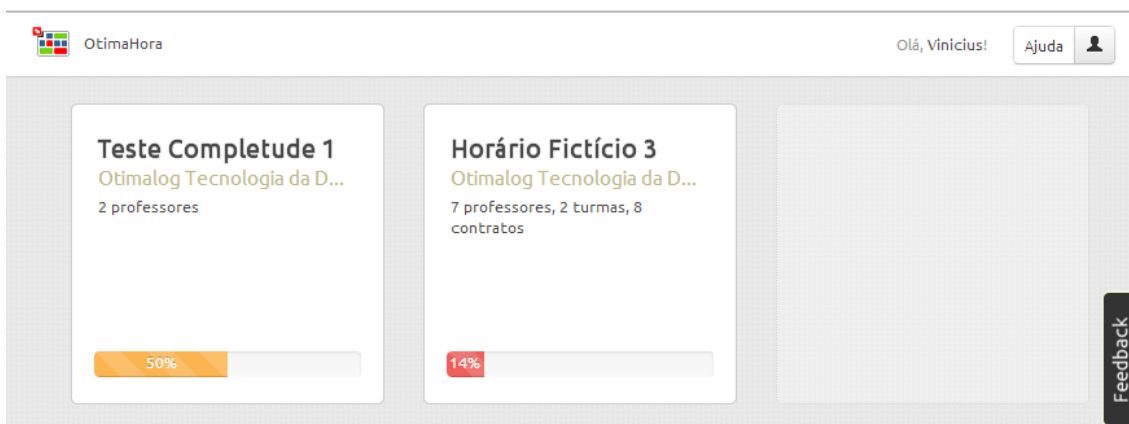 OtimaHora
Olá, Vinicius!
Ajuda
Teste Completude 1
Otimalog Tecnologia da D...
2 professores
50%
Horário Fictício 3
Otimalog Tecnologia da D...
7 professores, 2 turmas, 8
contratos
14%
Feedback